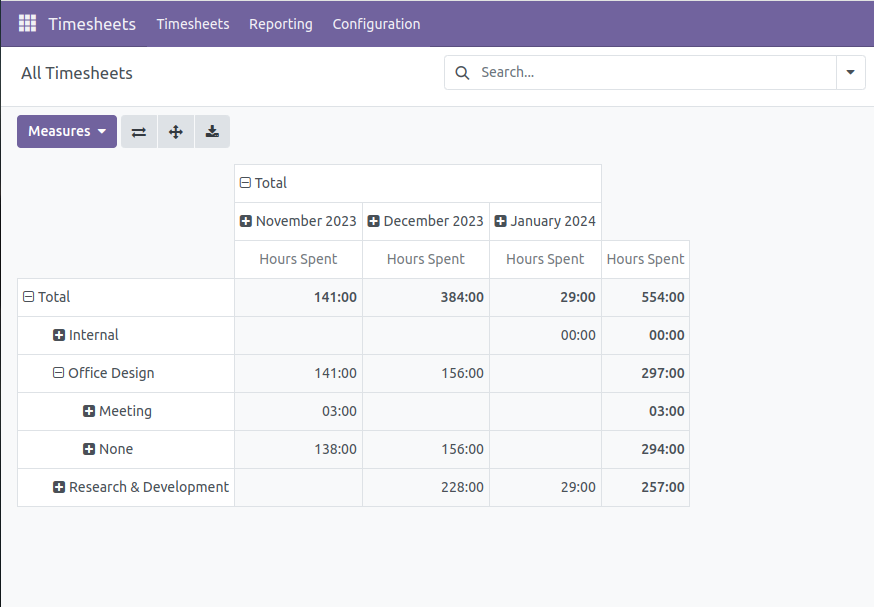 Timesheets Timesheets Reporting Configuration
All Timesheets Search...
Measures
Total
November 2023 December 2023 January 2024
Hours Spent Hours Spent Hours Spent Hours Spent
Total 141:00 384:00 29:00 554:00
Internal 00:00 00:00
Office Design 141:00 156:00 297:00
Meeting 03:00 03:00
None 138:00 156:00 294:00
Research & Development 228:00 29:00 257:00